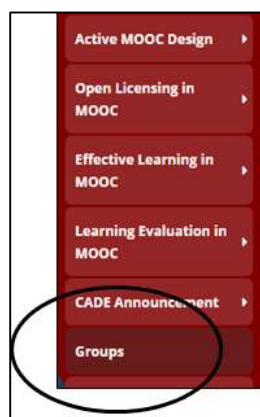 Active MOOC Design
Open Licensing in
MOOC
Effective Learning in
MOOC
Learning Evaluation in
MOOC
CADE Announcement
Groups